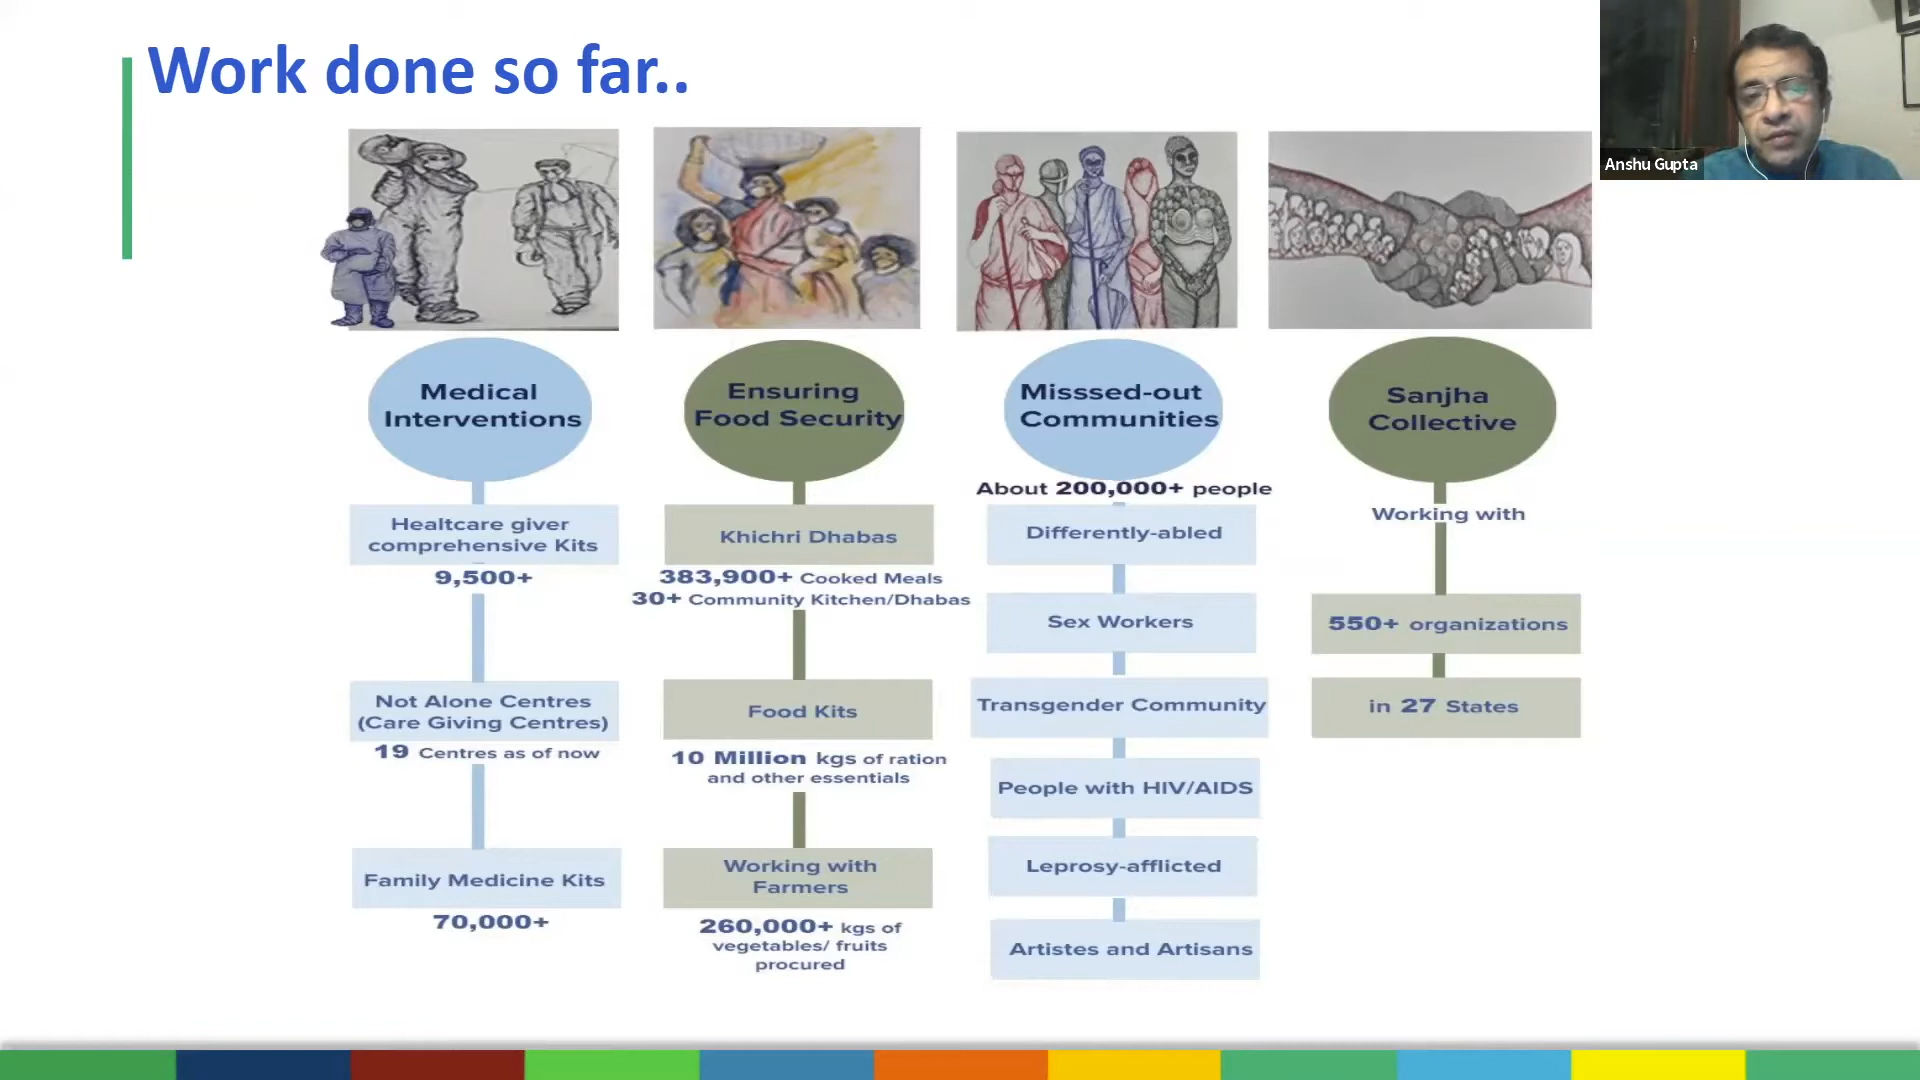 Work done so far..
Anshu Gupta
Medical
Interventions
Healtcare giver
comprehensive Kits
9,500+
Not Alone Centres
(Care Giving Centres)
19 Centres as of now
Family Medicine Kits
70,000+
Ensuring
Food Security
Khichri Dhabas
383,900+ Cooked Meals
30+ Community Kitchen/Dhabas
Food Kits
10 Million kgs of ration
and other essentials
Working with
Farmers
260,000+ kgs of
vegetables/ fruits
procured
Misssed-out
Communities
About 200,000+ people
Differently-abled
Sex Workers
Transgender Community
People with HIV/AIDS
Leprosy-afflicted
Artistes and Artisans
Sanjha
Collective
Working with
550+ organizations
in 27 States